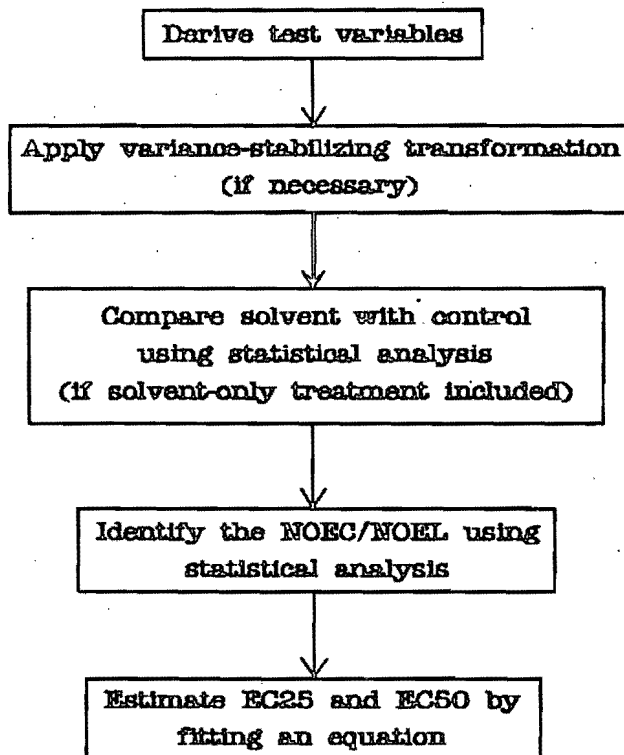 Derive test variables
Apply variance-stabilizing transformation
(if necessary)
Compare solvent with control
using statistical analysis
(if solvent-only treatment included)
Identify the NOEC/NOEL using
statistical analysis
Estimate EC25 and EC50 by
fitting an equation